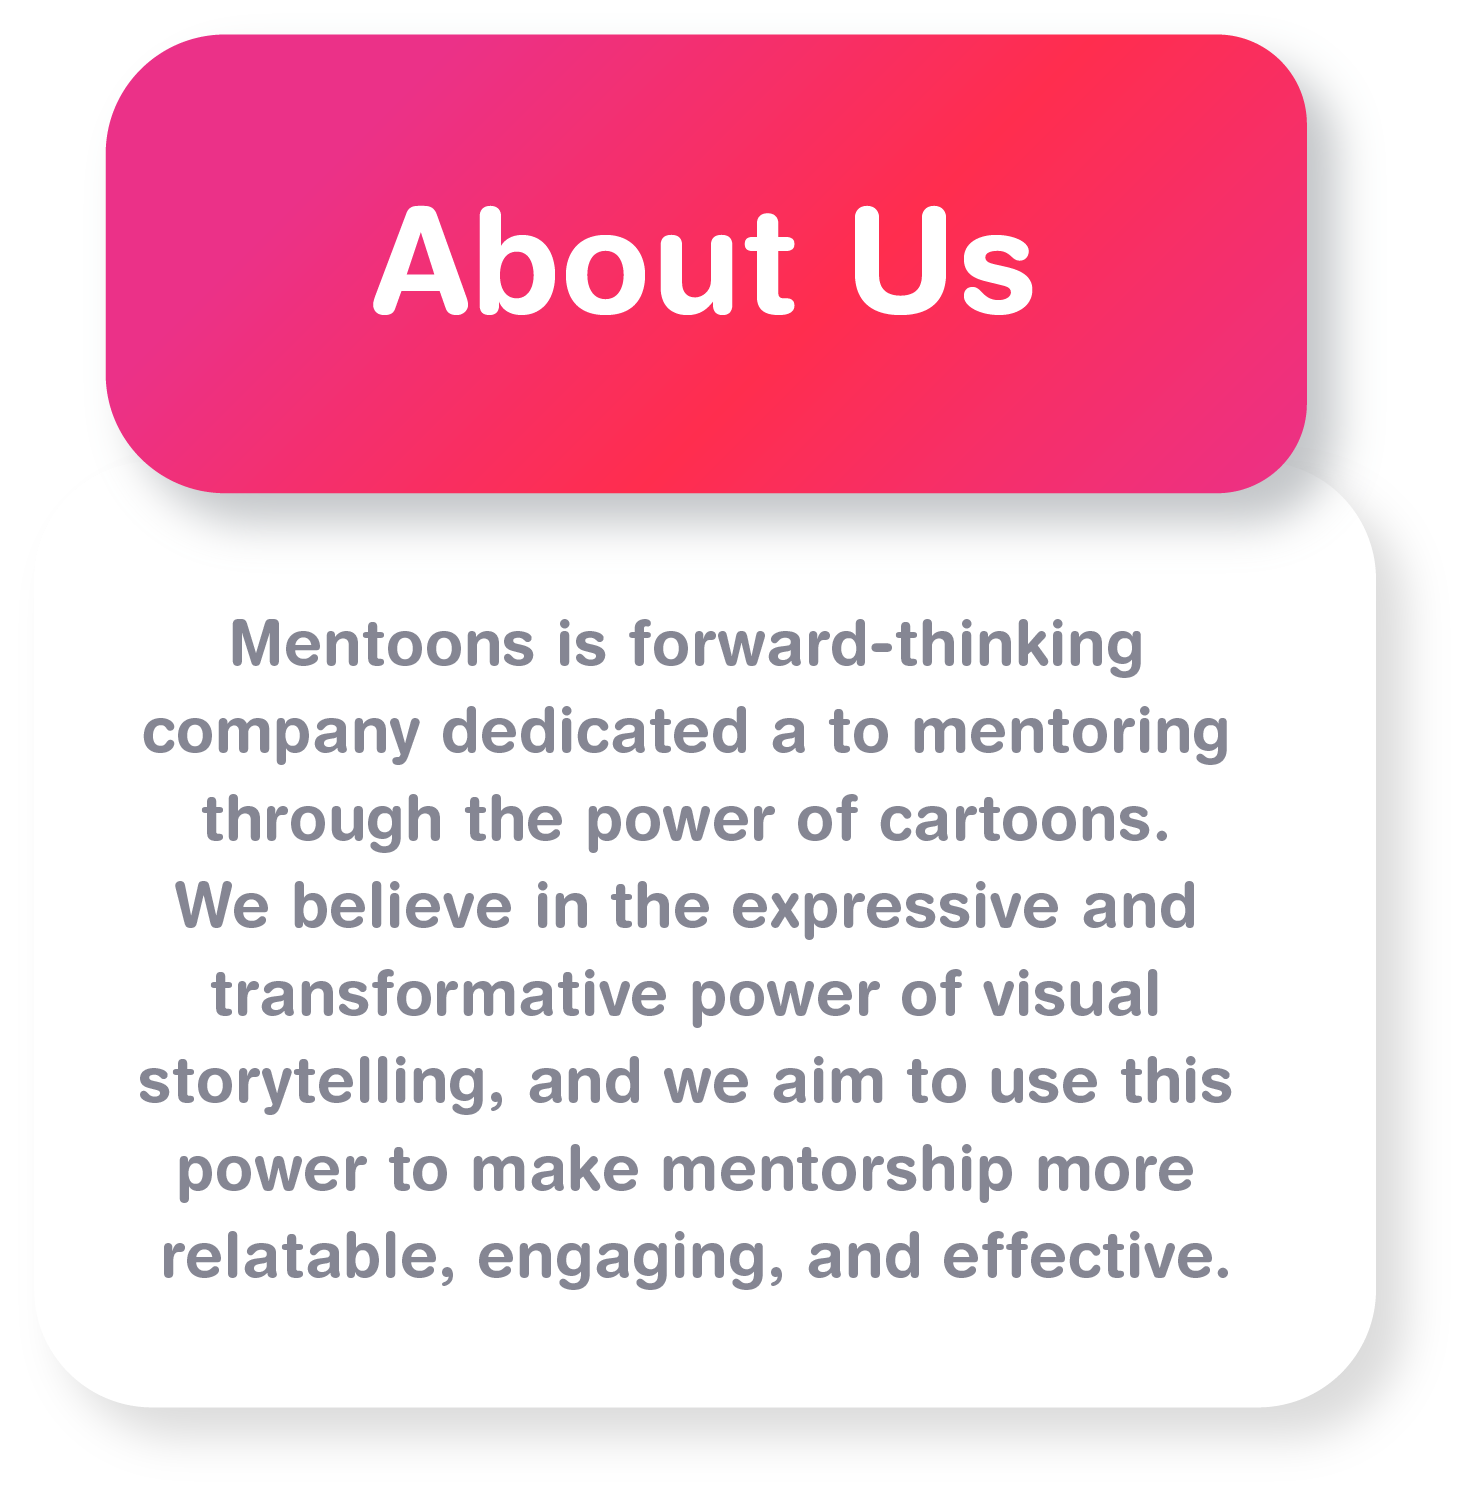 About Us
Mentoons is forward-thinking
company dedicated a to mentoring
through the power of cartoons.
We believe in the expressive and
transformative power of visual
storytelling, and we aim to use this
power to make mentorship more
relatable, engaging, and effective.